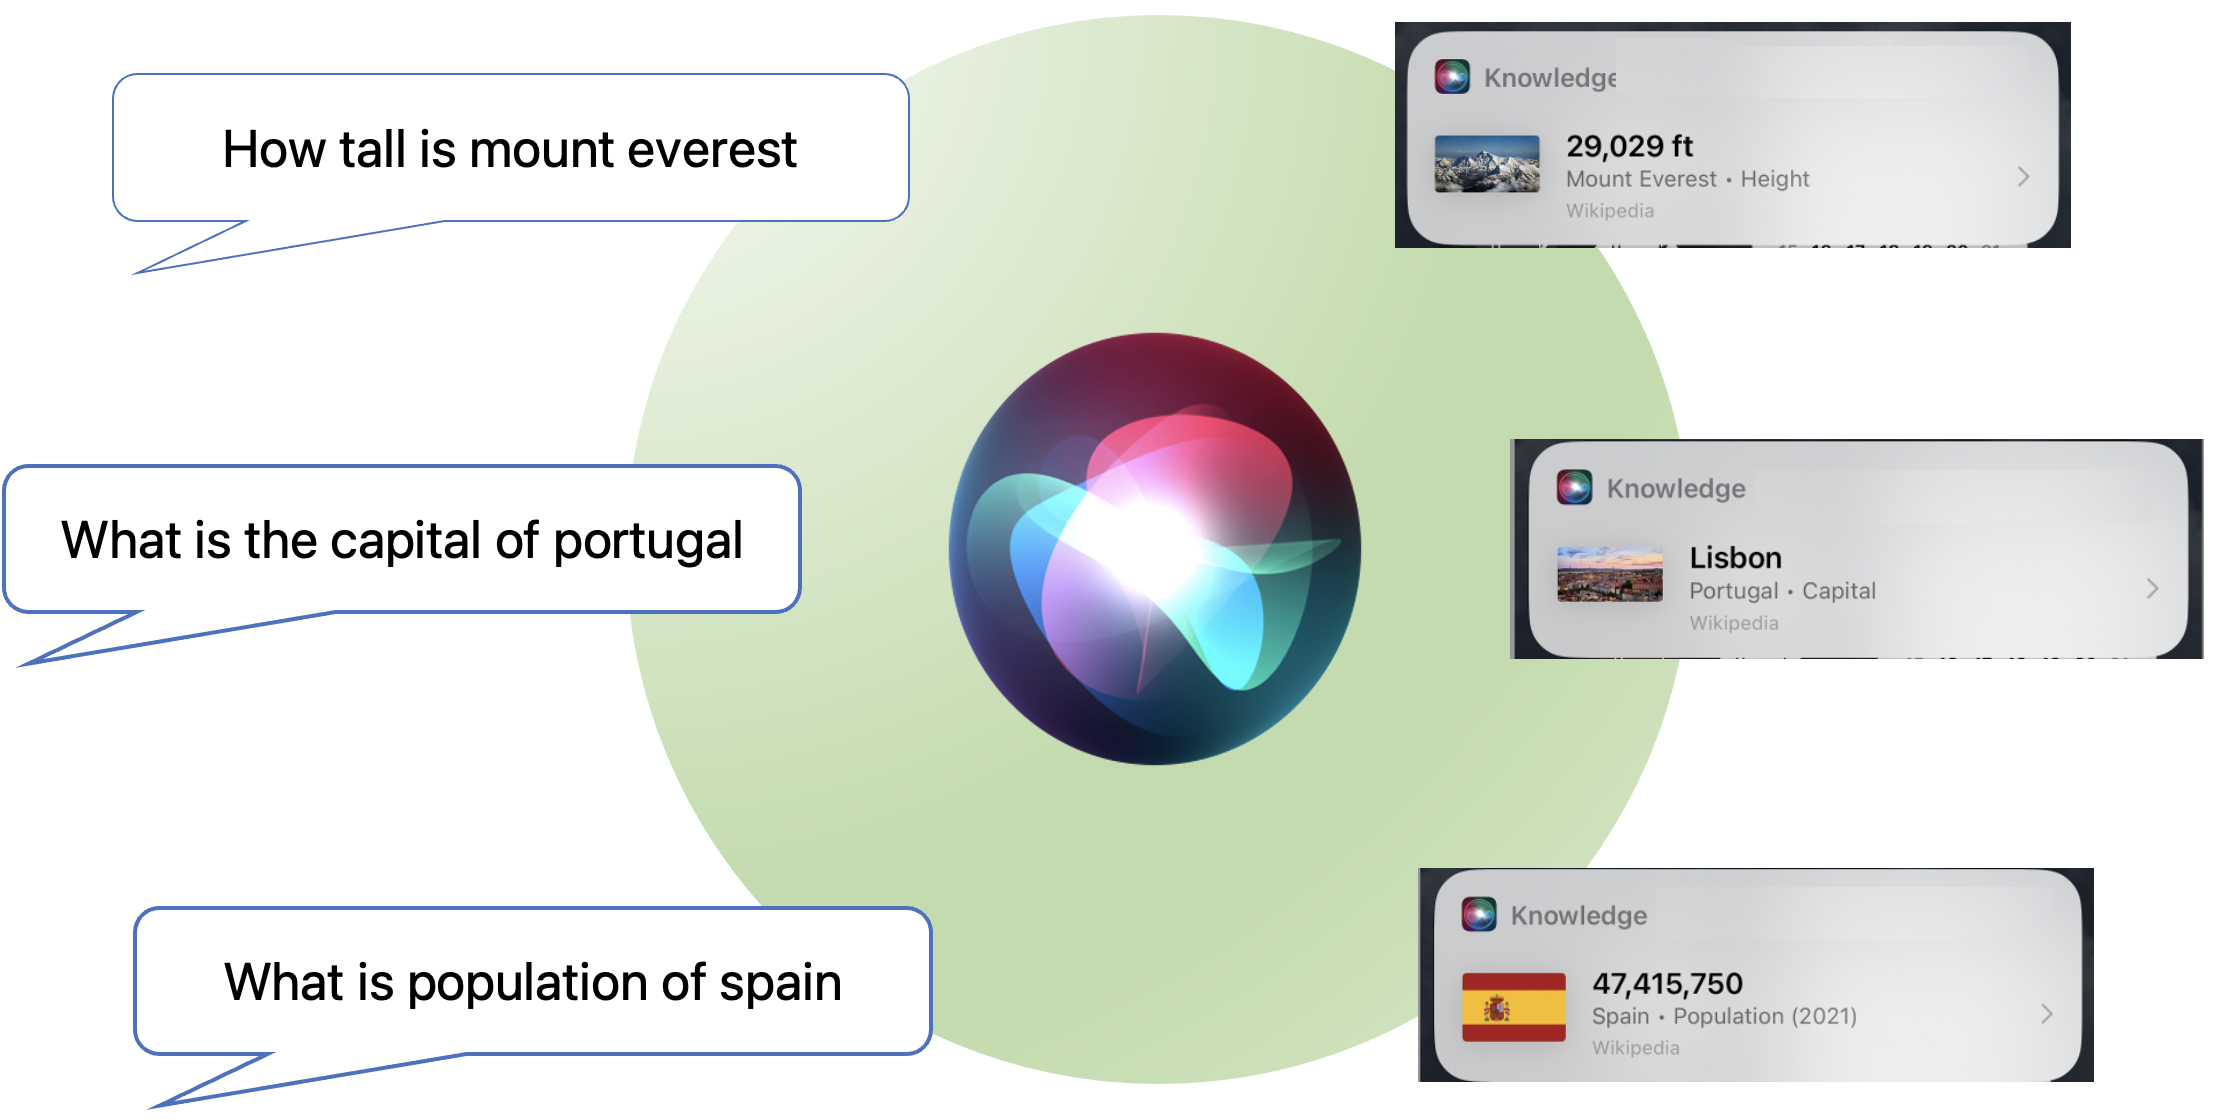 How tall is mount everest
Knowledge
29,029 ft
Mount Everest • Height
Wikipedia
What is the capital of portugal
Knowledge
Lisbon
Portugal • Capital
Wikipedia
What is population of spain
Knowledge
47,415,750
Spain • Population (2021)
Wikipedia